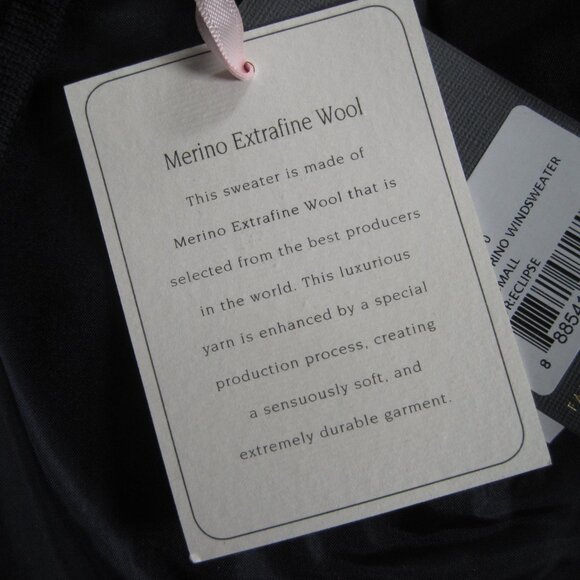 Merino Extrafine Wool
This sweater is made of
Merino Extrafine Wool that is
selected from the best producers
in the world. This luxurious
yarn is enhanced by a special
production process, creating
a sensuously soft, and
extremely durable garment.
WINDSWEATER
ECLIPSE
8 8854